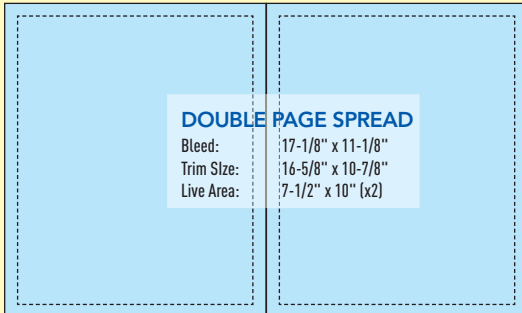 DOUBLE PAGE SPREAD
Bleed: 17-1/8" x 11-1/8"
Trim SIze: 16-5/8" x 10-7/8"
Live Area: 7-1/2" x 10" (x2)